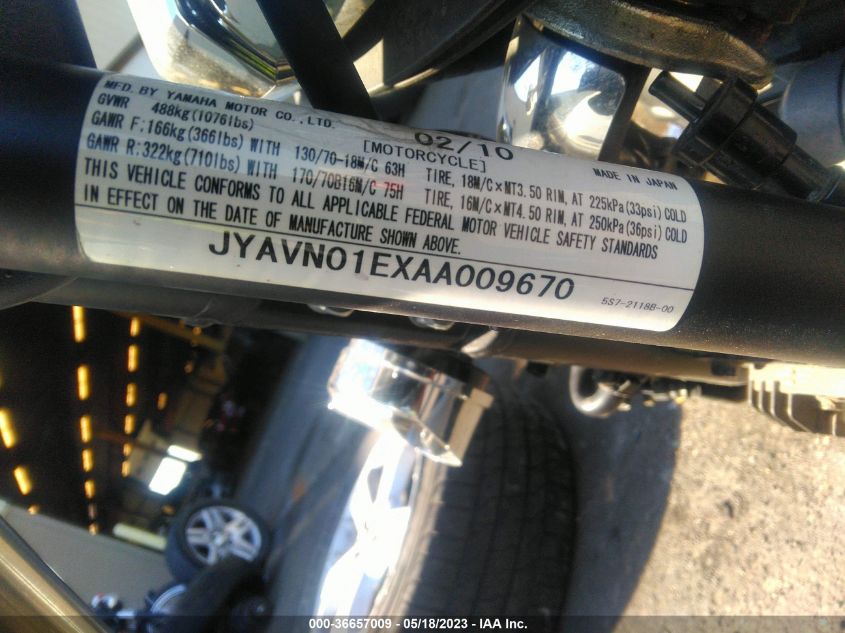 MFD. BY YAMAHA MOTOR CO., LTD. 02/10 MADE IN JAPAN
GVWR 488kg(1076lbs) [MOTORCYCLE]
GAWR F:166kg(366lbs) WITH 130/70-18M/C 63H TIRE, 18M/C×MT3.50 RIM, AT 225kPa(33psi) COLD
GAWR R:322kg(710lbs) WITH 170/70B16M/C 75H TIRE, 16M/C×MT4.50 RIM, AT 250kPa(36psi) COLD
THIS VEHICLE CONFORMS TO ALL APPLICABLE FEDERAL MOTOR VEHICLE SAFETY STANDARDS
IN EFFECT ON THE DATE OF MANUFACTURE SHOWN ABOVE.
JYAVN01EXAA009670
5S7-2118B-00
000-36657009 / 05/18/2023 - IAA Inc.